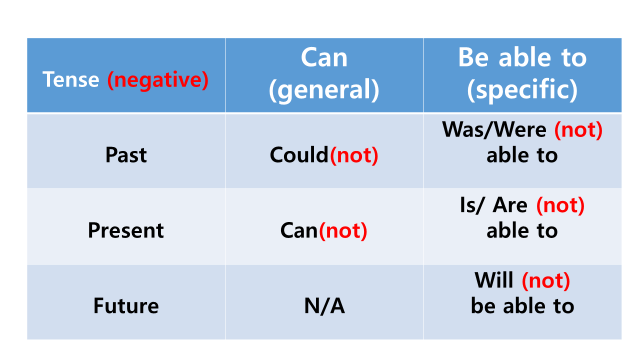 Tense (negative)
Can
(general)
Be able to
(specific)
Past
Could(not)
Was/Were (not)
able to
Present
Can(not)
Is/ Are (not)
able to
Future
N/A
Will (not)
be able to